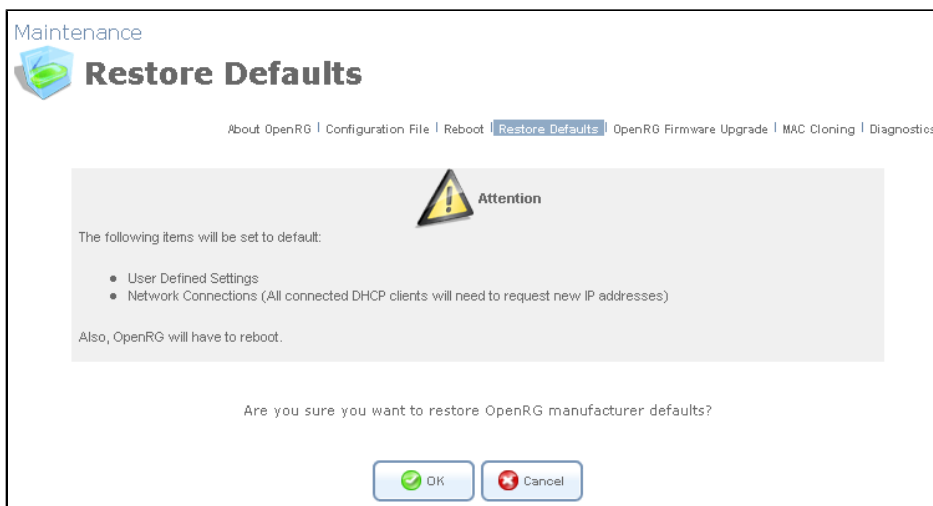 Maintenance
Restore Defaults
About OpenRG | Configuration File | Reboot | Restore Defaults | OpenRG Firmware Upgrade | MAC Cloning | Diagnostics
Attention
The following items will be set to default:
● User Defined Settings
● Network Connections (All connected DHCP clients will need to request new IP addresses)
Also, OpenRG will have to reboot.
Are you sure you want to restore OpenRG manufacturer defaults?
OK
Cancel